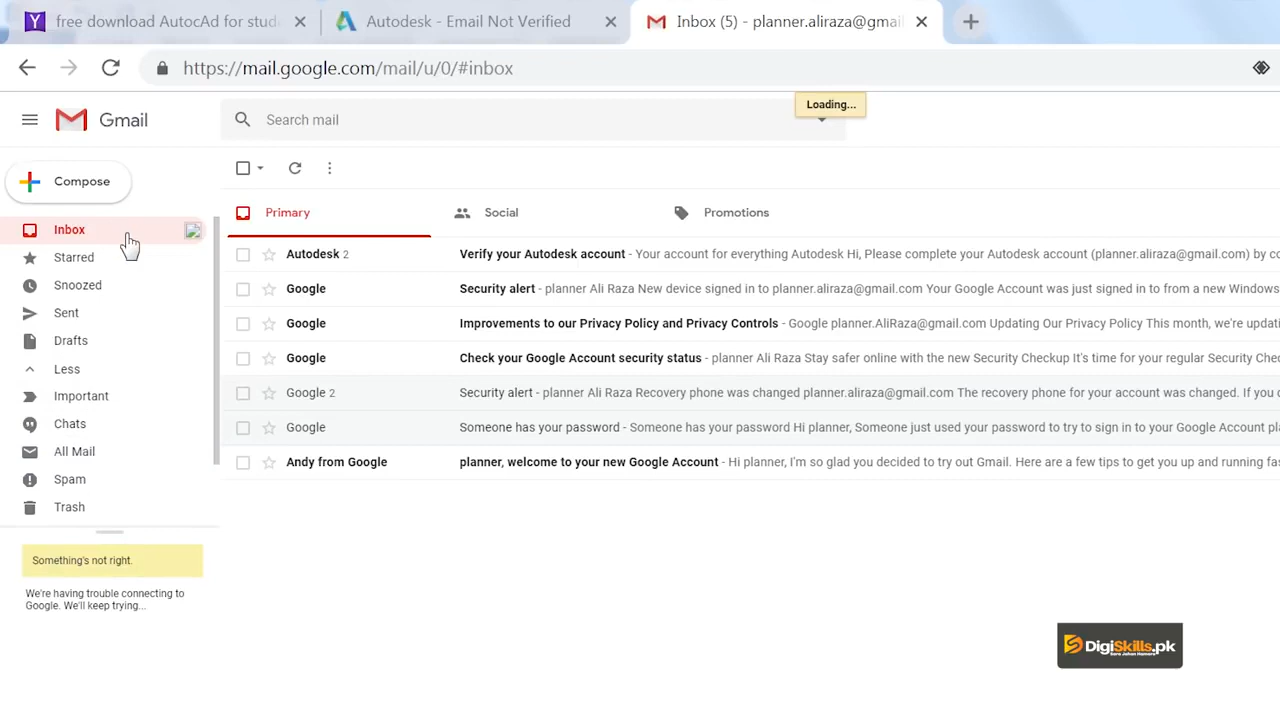 free download AutocAd for stud
Autodesk - Email Not Verified
Inbox (5) - planner.aliraza@gmai
https://mail.google.com/mail/u/0/#inbox
Loading...
Gmail
Search mail
Compose
Primary
Social
Promotions
Inbox
Starred
Snoozed
Sent
Drafts
Less
Important
Chats
All Mail
Spam
Trash
Autodesk 2 Verify your Autodesk account - Your account for everything Autodesk Hi, Please complete your Autodesk account (planner.aliraza@gmail.com) by co
Google Security alert - planner Ali Raza New device signed in to planner.aliraza@gmail.com Your Google Account was just signed in to from a new Windows
Google Improvements to our Privacy Policy and Privacy Controls - Google planner.AliRaza@gmail.com Updating Our Privacy Policy This month, we're updati
Google Check your Google Account security status - planner Ali Raza Stay safer online with the new Security Checkup It's time for your regular Security Che
Google 2 Security alert - planner Ali Raza Recovery phone was changed planner.aliraza@gmail.com The recovery phone for your account was changed. If you d
Google Someone has your password - Someone has your password Hi planner, Someone just used your password to try to sign in to your Google Account pl
Andy from Google planner, welcome to your new Google Account - Hi planner, I'm so glad you decided to try out Gmail. Here are a few tips to get you up and running fas
Something's not right.
We're having trouble connecting to
Google. We'll keep trying...
DigiSkills.pk